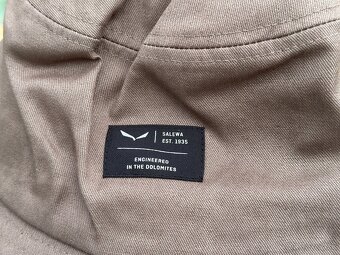 SALEWA
EST. 1935
ENGINEERED
IN THE DOLOMITES